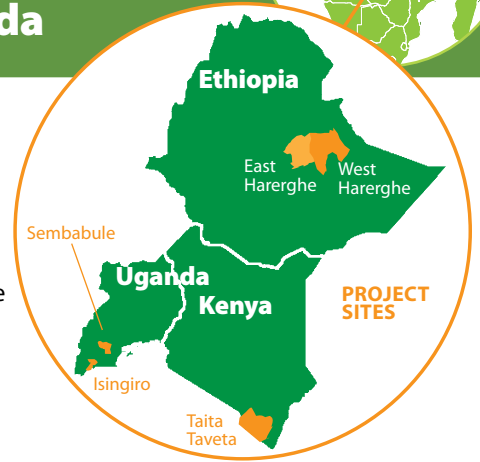 da
Ethiopia
East
Harerghe
West
Harerghe
Sembabule
Uganda
e
Kenya
PROJECT
SITES
Isingiro
Taita
Taveta